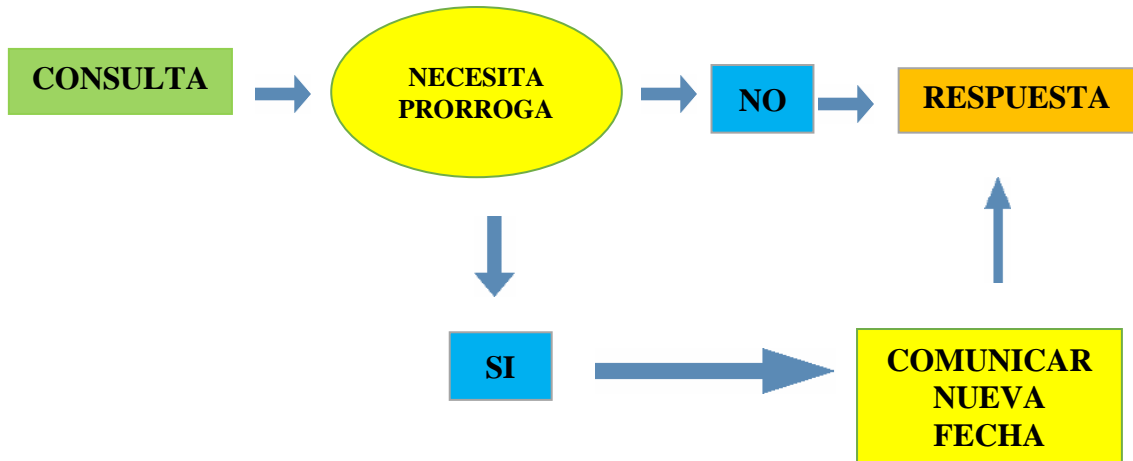 CONSULTA
NECESITA
PRORROGA
NO
RESPUESTA
SI
COMUNICAR
NUEVA
FECHA